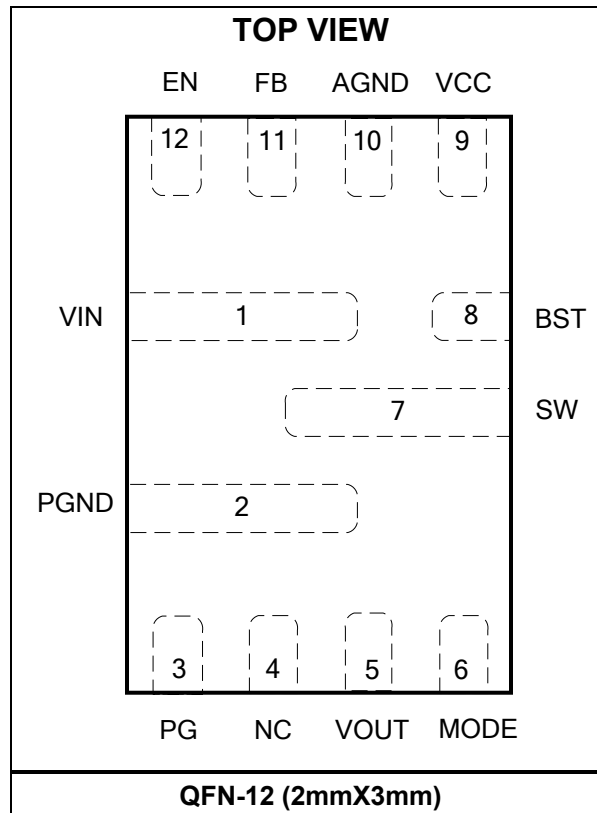 TOP VIEW
EN FB AGND VCC
12 11 10 9
VIN 1 8 BST
7 SW
PGND 2
3 4 5 6
PG NC VOUT MODE
QFN-12 (2mmX3mm)